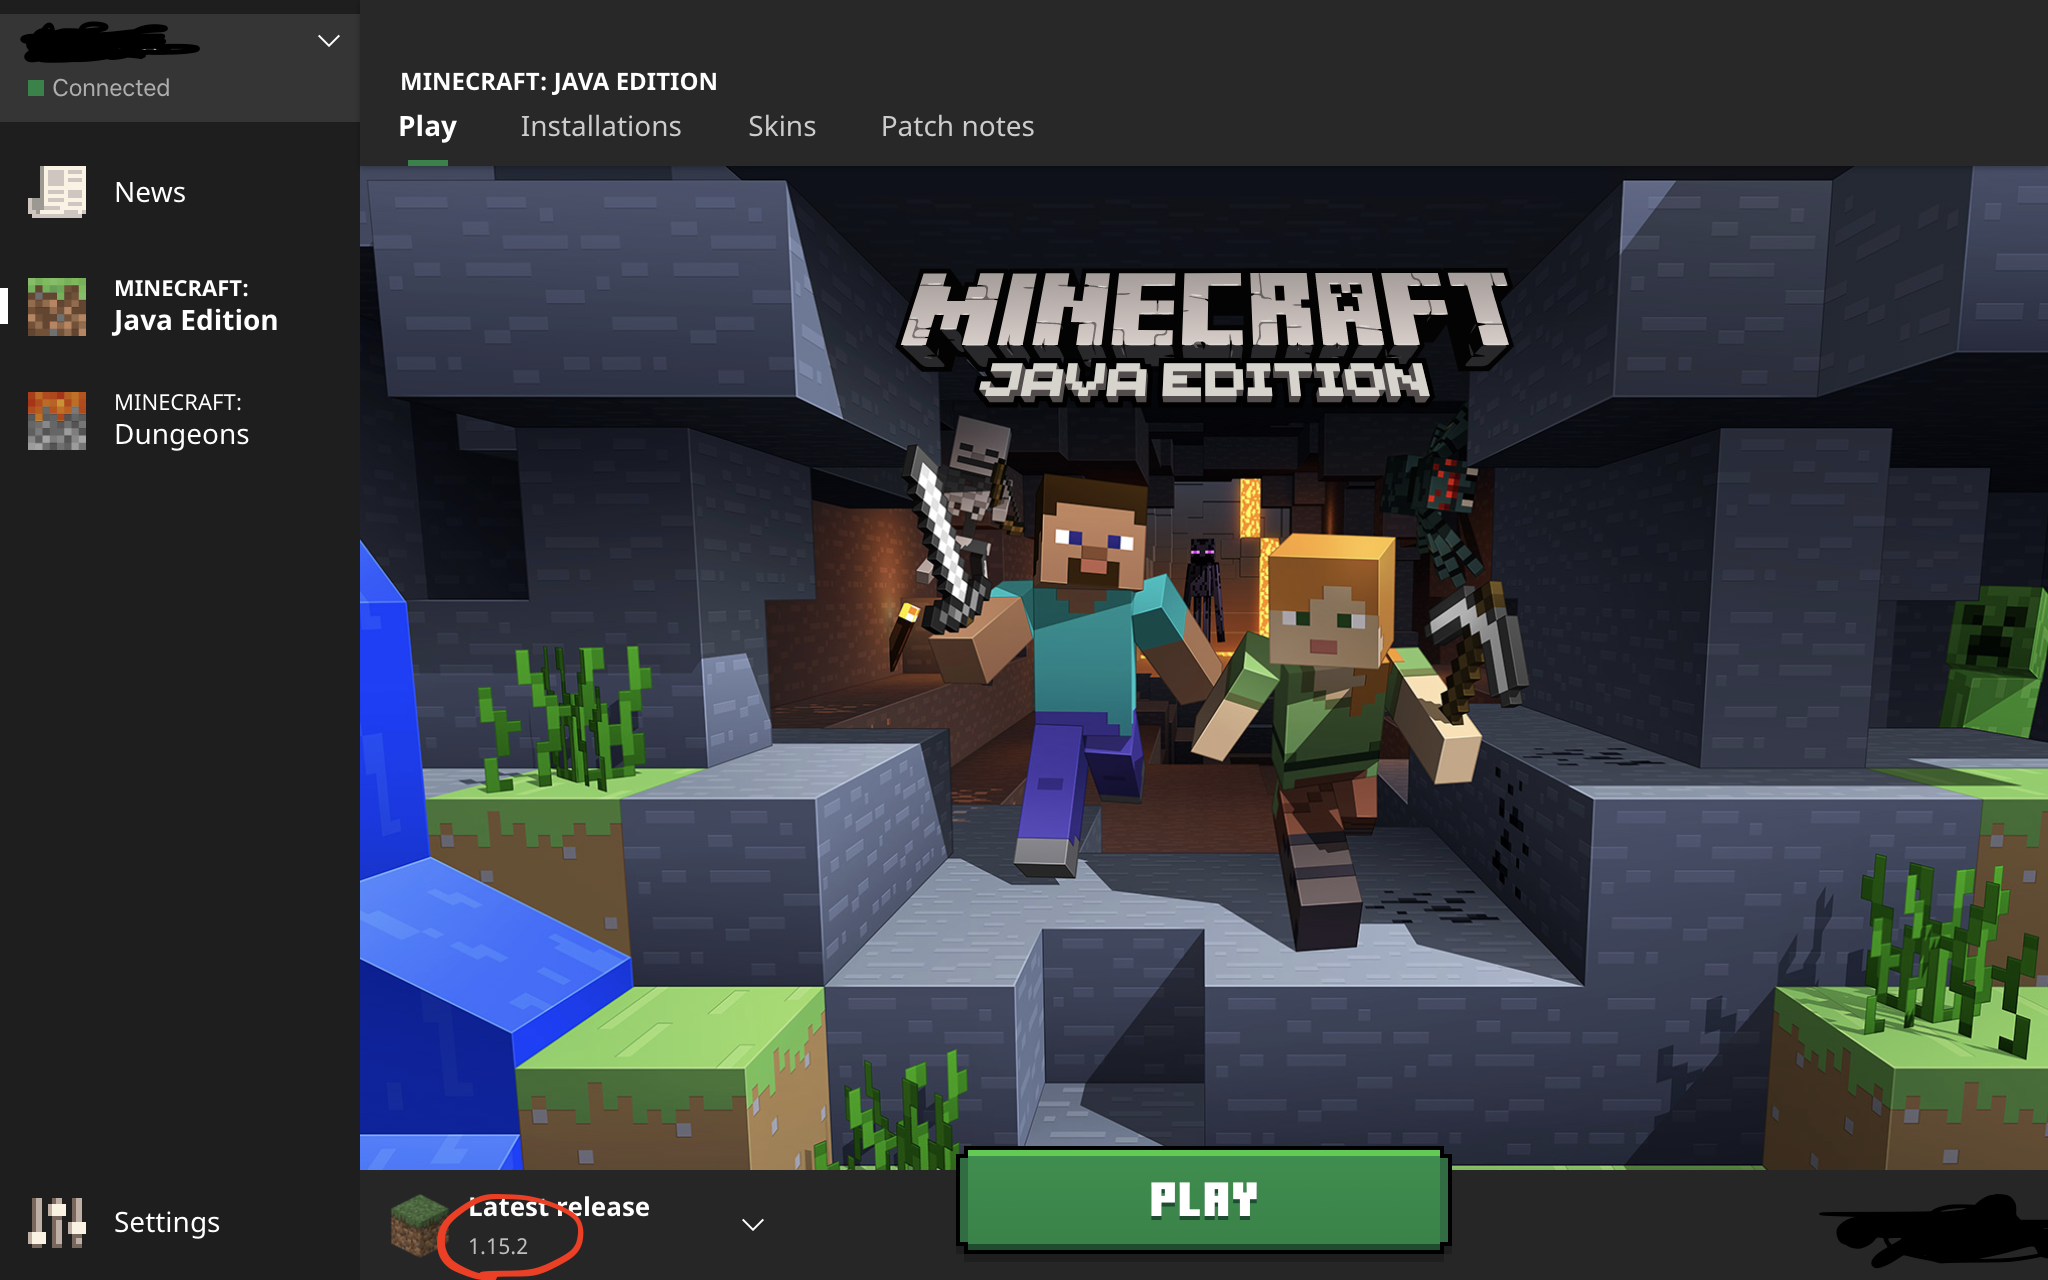 Connected
News
MINECRAFT:
Java Edition
MINECRAFT:
Dungeons
Settings
MINECRAFT: JAVA EDITION
Play Installations Skins Patch notes
MINECRAFT
JAVA EDITION
Latest release
1.15.2
PLAY